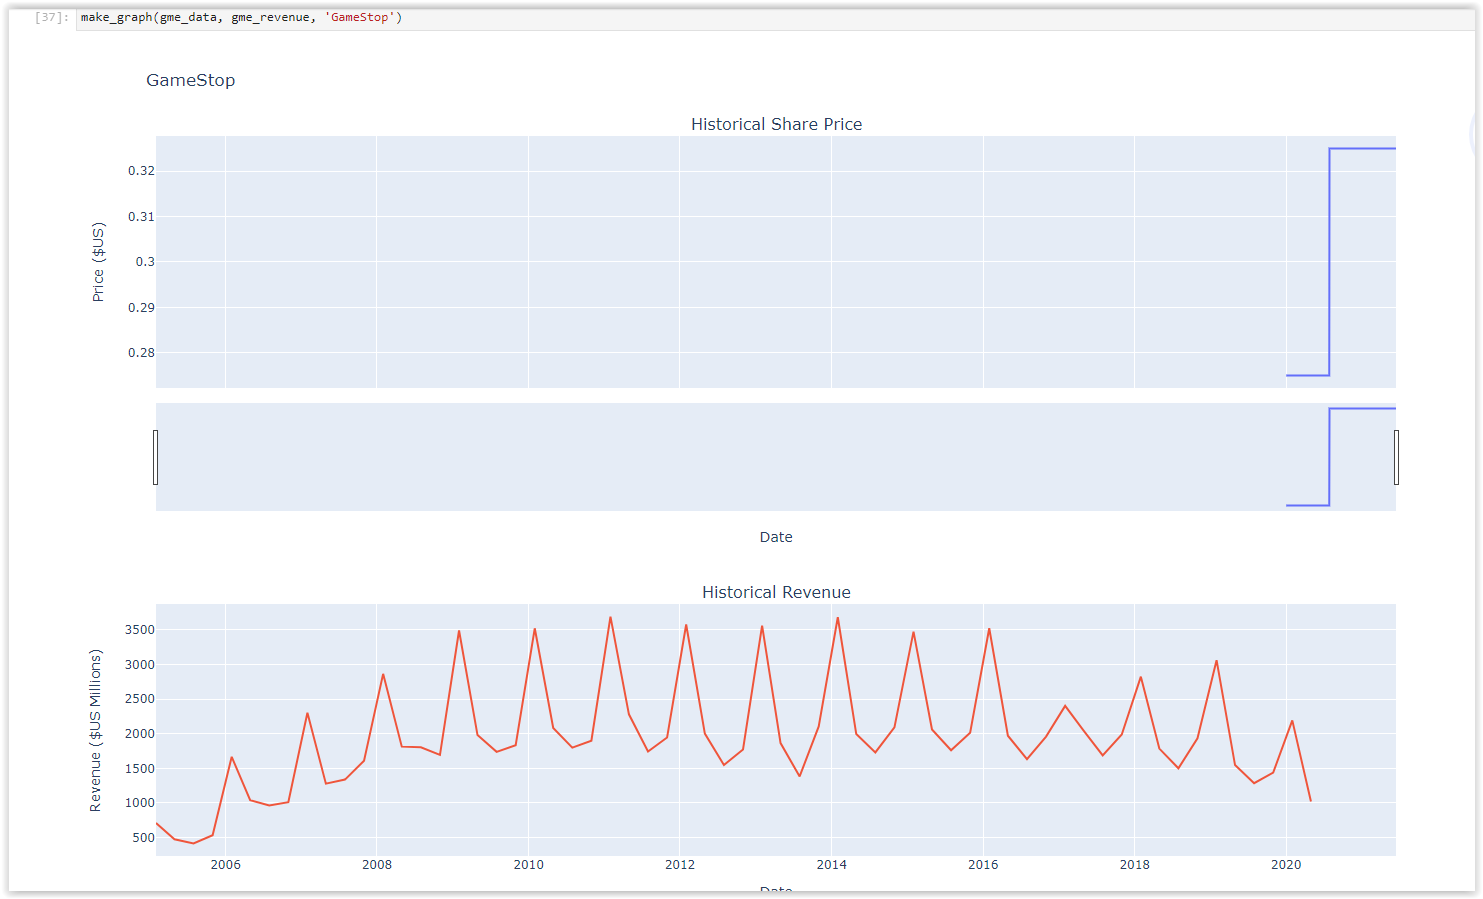 [37]: make_graph(gme_data, gme_revenue, 'GameStop')
GameStop
Historical Share Price
0.32
0.31
0.3
0.29
0.28
Price ($US)
Date
Historical Revenue
3500
3000
2500
2000
1500
1000
500
Revenue ($US Millions)
2006 2008 2010 2012 2014 2016 2018 2020
Date